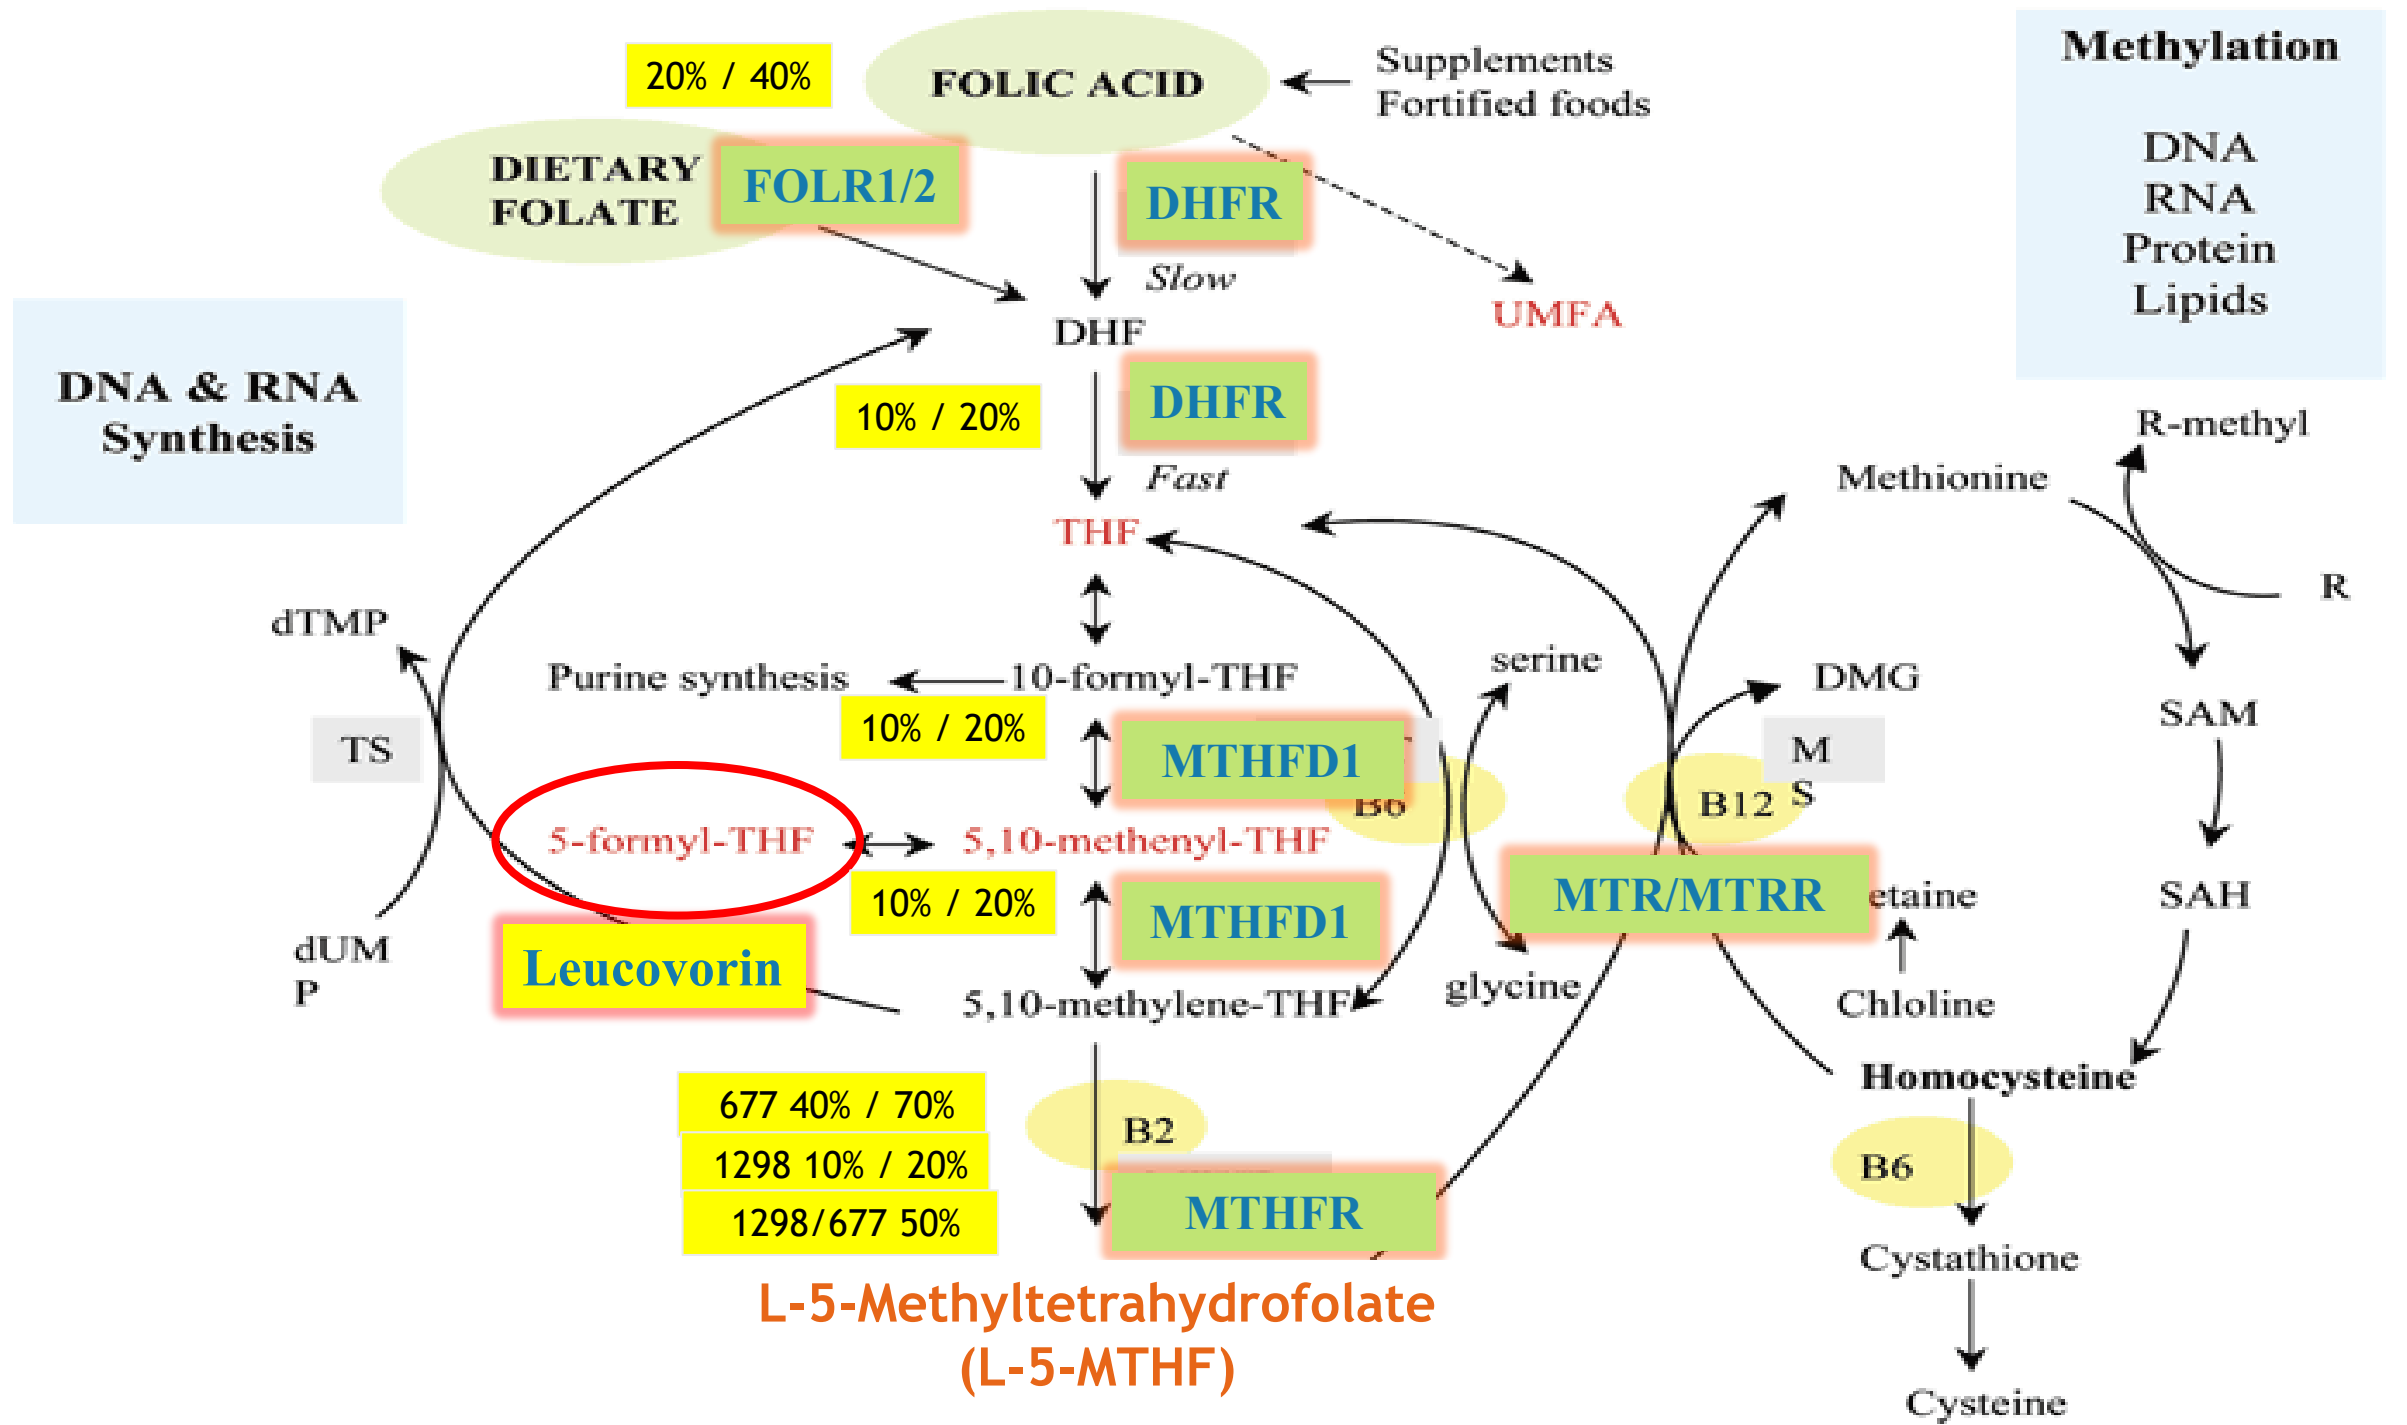 20% / 40%
FOLIC ACID
Supplements
Fortified foods
Methylation
DNA
RNA
Protein
Lipids
DIETARY
FOLATE
FOLR1/2
DHFR
Slow
UMFA
DHF
DNA & RNA
Synthesis
10% / 20%
DHFR
Fast
THF
R-methyl
Methionine
R
dTMP
Purine synthesis
10-formyl-THF
serine
DMG
SAM
TS
10% / 20%
MTHFD1
B6
B12
M
S
5-formyl-THF
5,10-methenyl-THF
10% / 20%
MTHFD1
MTR/MTRR
etaine
SAH
dUM
P
Leucovorin
5,10-methylene-THF
glycine
Chloline
Homocysteine
677 40% / 70%
1298 10% / 20%
1298/677 50%
B2
MTHFR
B6
Cystathione
Cysteine
L-5-Methyltetrahydrofolate
(L-5-MTHF)